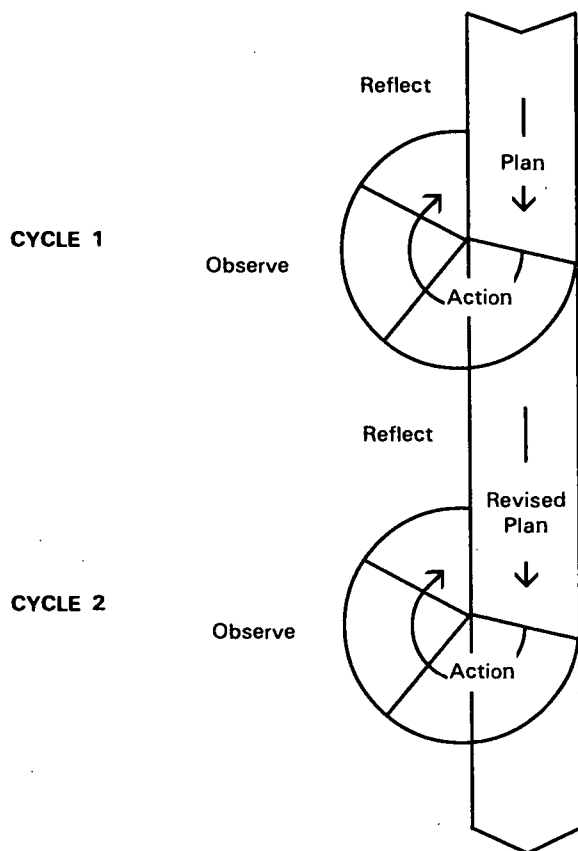 Reflect
Plan
CYCLE 1
Observe
Action
Reflect
Revised
Plan
CYCLE 2
Observe
Action